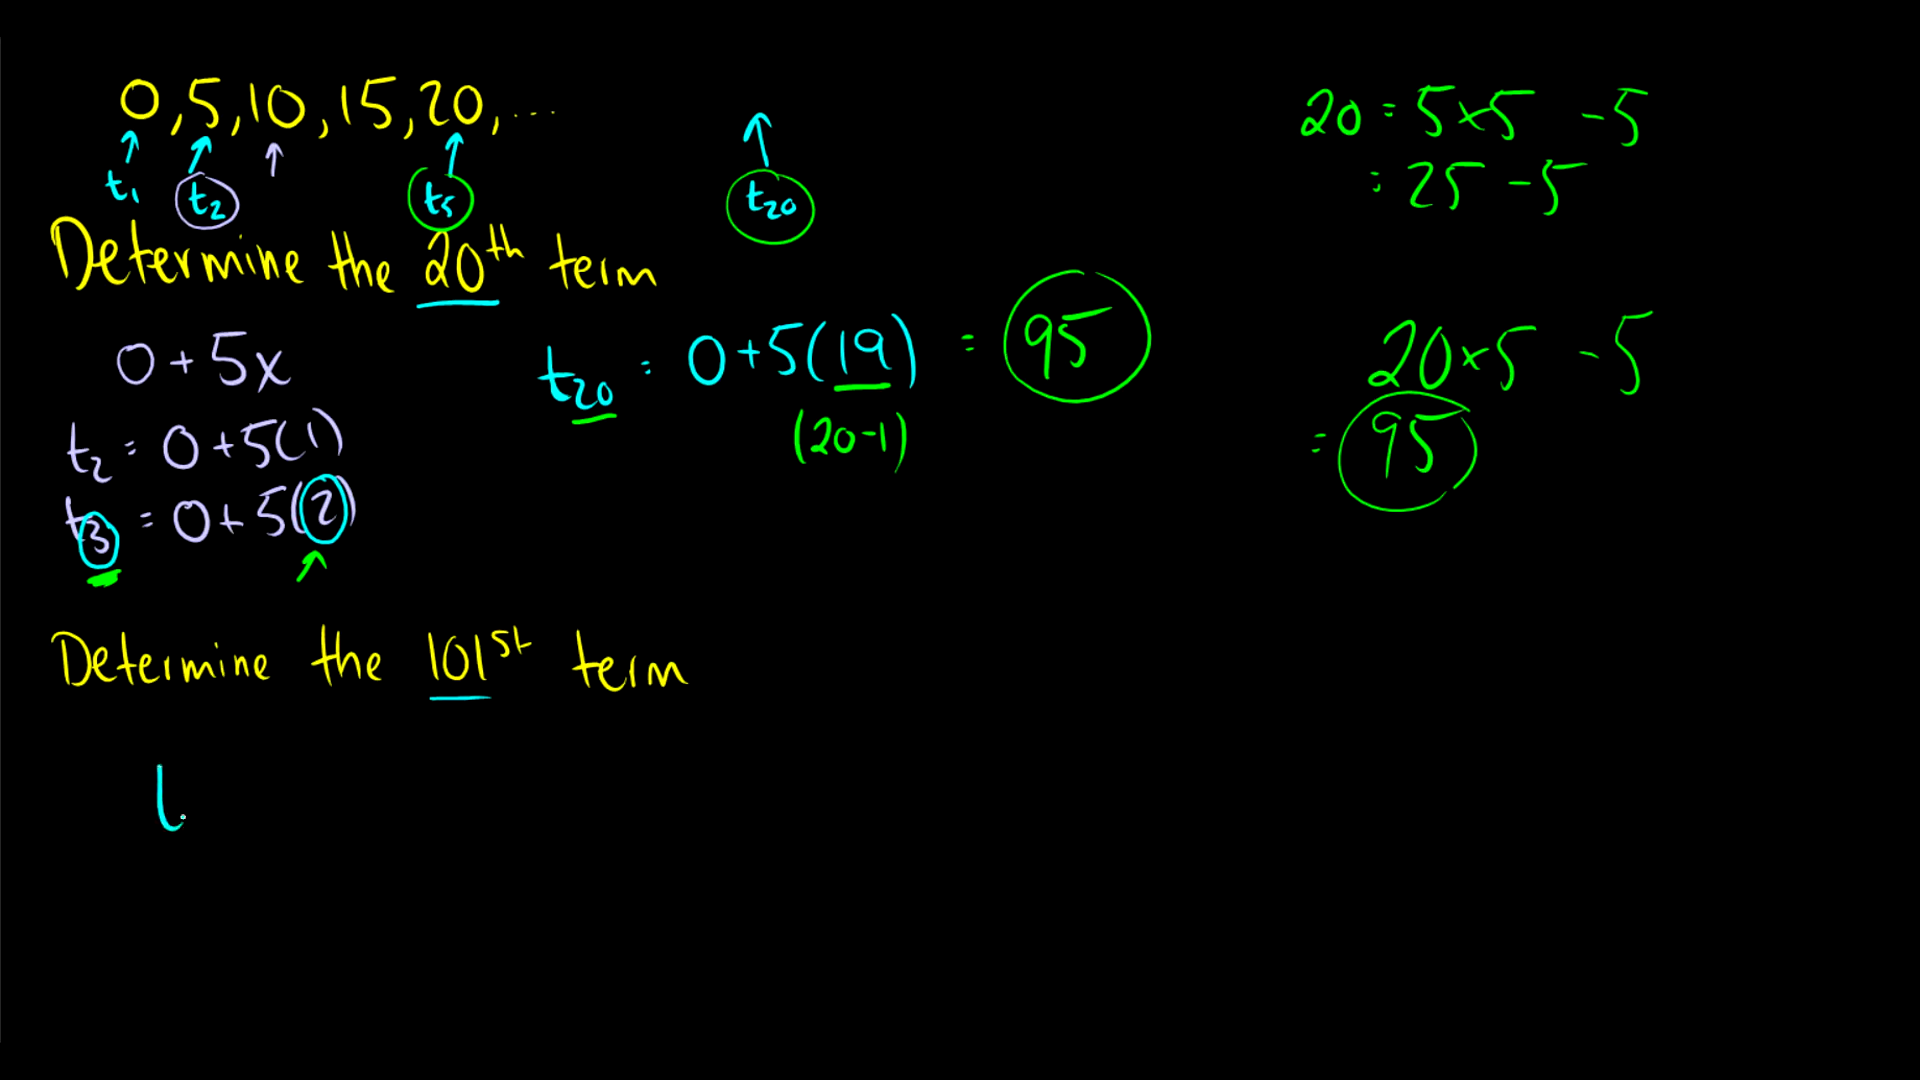 0, 5, 10, 15, 20, ...
t₁ t₂ t₅ t₂₀
Determine the 20ᵗʰ term
0 + 5x
t₂ = 0 + 5(1)
t₃ = 0 + 5(2)
t₂₀ = 0 + 5(19) = 95
(20-1)
20 = 5×5 - 5
= 25 - 5
20×5 - 5
= 95
Determine the 101ˢᵗ term